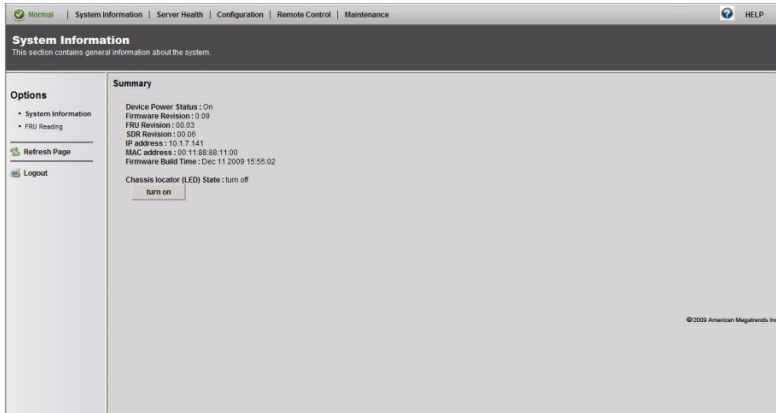 Normal | System Information | Server Health | Configuration | Remote Control | Maintenance HELP
System Information
This section contains general information about the system.
Options
• System Information
• FRU Reading
Refresh Page
Logout
Summary
Device Power Status : On
Firmware Revision : 0.09
FRU Revision : 00.03
SDR Revision : 00.06
IP address : 10.1.7.141
MAC address : 00:11:88:88:11:00
Firmware Build Time : Dec 11 2009 15:55:02
Chassis locator (LED) State : turn off
turn on
©2009 American Megatrends Inc